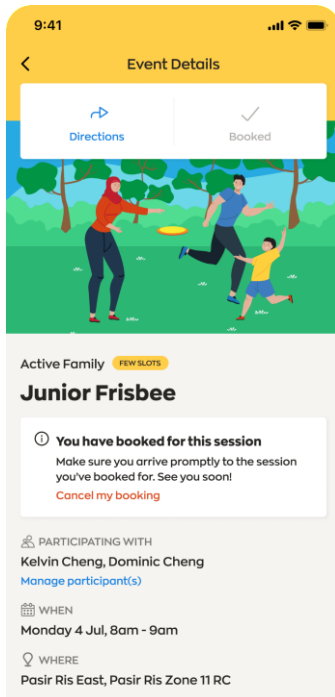 9:41
Event Details
Directions
Booked
Active Family FEW SLOTS
Junior Frisbee
You have booked for this session
Make sure you arrive promptly to the session
you've booked for. See you soon!
Cancel my booking
PARTICIPATING WITH
Kelvin Cheng, Dominic Cheng
Manage participant(s)
WHEN
Monday 4 Jul, 8am - 9am
WHERE
Pasir Ris East, Pasir Ris Zone 11 RC